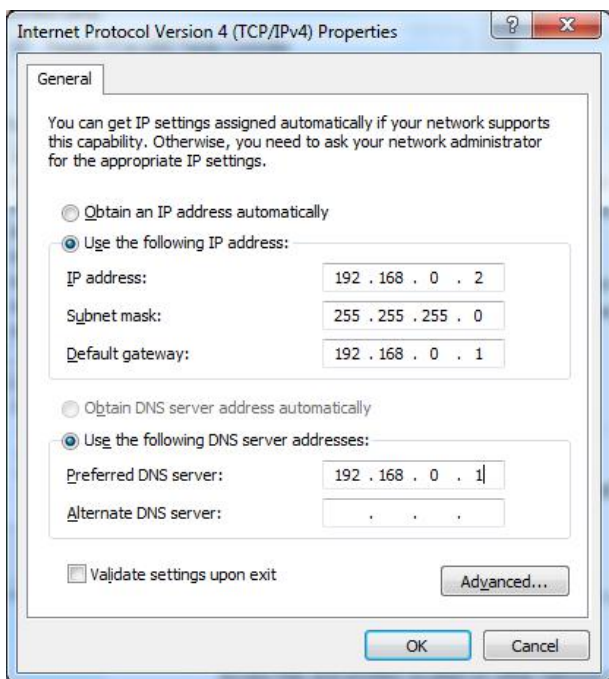 Internet Protocol Version 4 (TCP/IPv4) Properties
General
You can get IP settings assigned automatically if your network supports
this capability. Otherwise, you need to ask your network administrator
for the appropriate IP settings.
Obtain an IP address automatically
Use the following IP address:
IP address: 192 . 168 . 0 . 2
Subnet mask: 255 . 255 . 255 . 0
Default gateway: 192 . 168 . 0 . 1
Obtain DNS server address automatically
Use the following DNS server addresses:
Preferred DNS server: 192 . 168 . 0 . 1
Alternate DNS server: . . .
Validate settings upon exit
Advanced...
OK Cancel